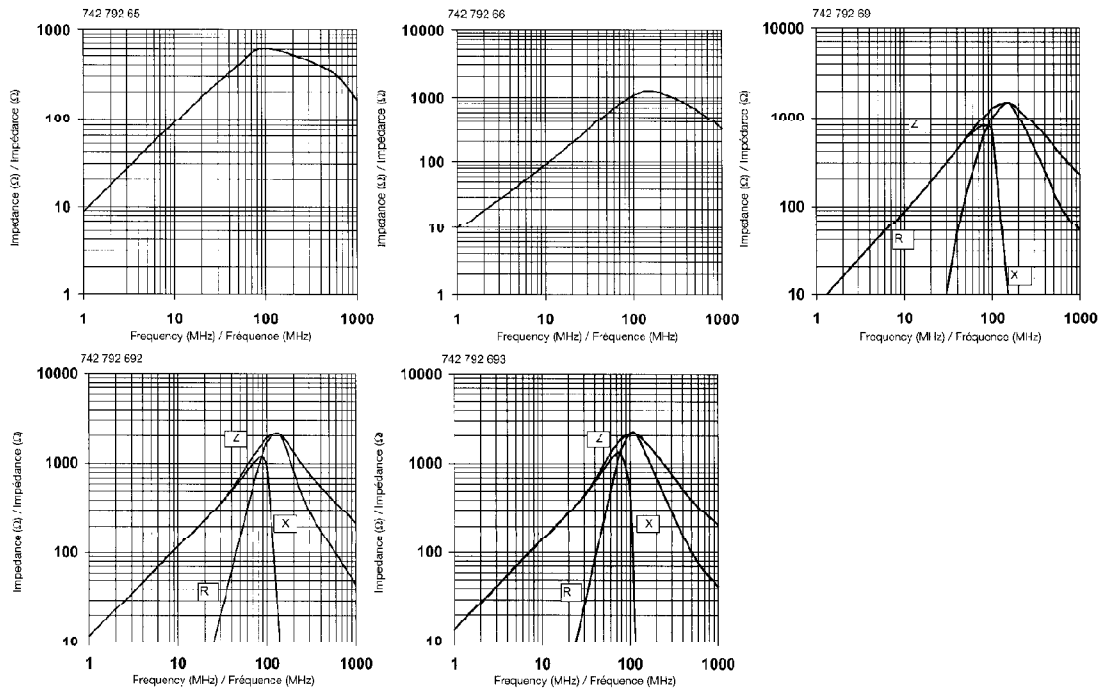 742 792 65
1000
100
10
1
1
10
100
1000
Impedance (Ω) / Impédance (Ω)
Frequency (MHz) / Fréquence (MHz)
742 792 66
10000
1000
100
10
1
1
10
100
1000
Impedance (Ω) / Impédance (Ω)
Frequency (MHz) / Fréquence (MHz)
742 792 69
10000
1000
100
10
1
10
100
1000
Z
R
X
Impedance (Ω) / Impédance (Ω)
Frequency (MHz) / Fréquence (MHz)
742 792 692
10000
1000
100
10
1
10
100
1000
Z
X
R
Impedance (Ω) / Impédance (Ω)
Frequency (MHz) / Fréquence (MHz)
742 792 693
10000
1000
100
10
1
10
100
1000
Z
X
R
Impedance (Ω) / Impédance (Ω)
Frequency (MHz) / Fréquence (MHz)